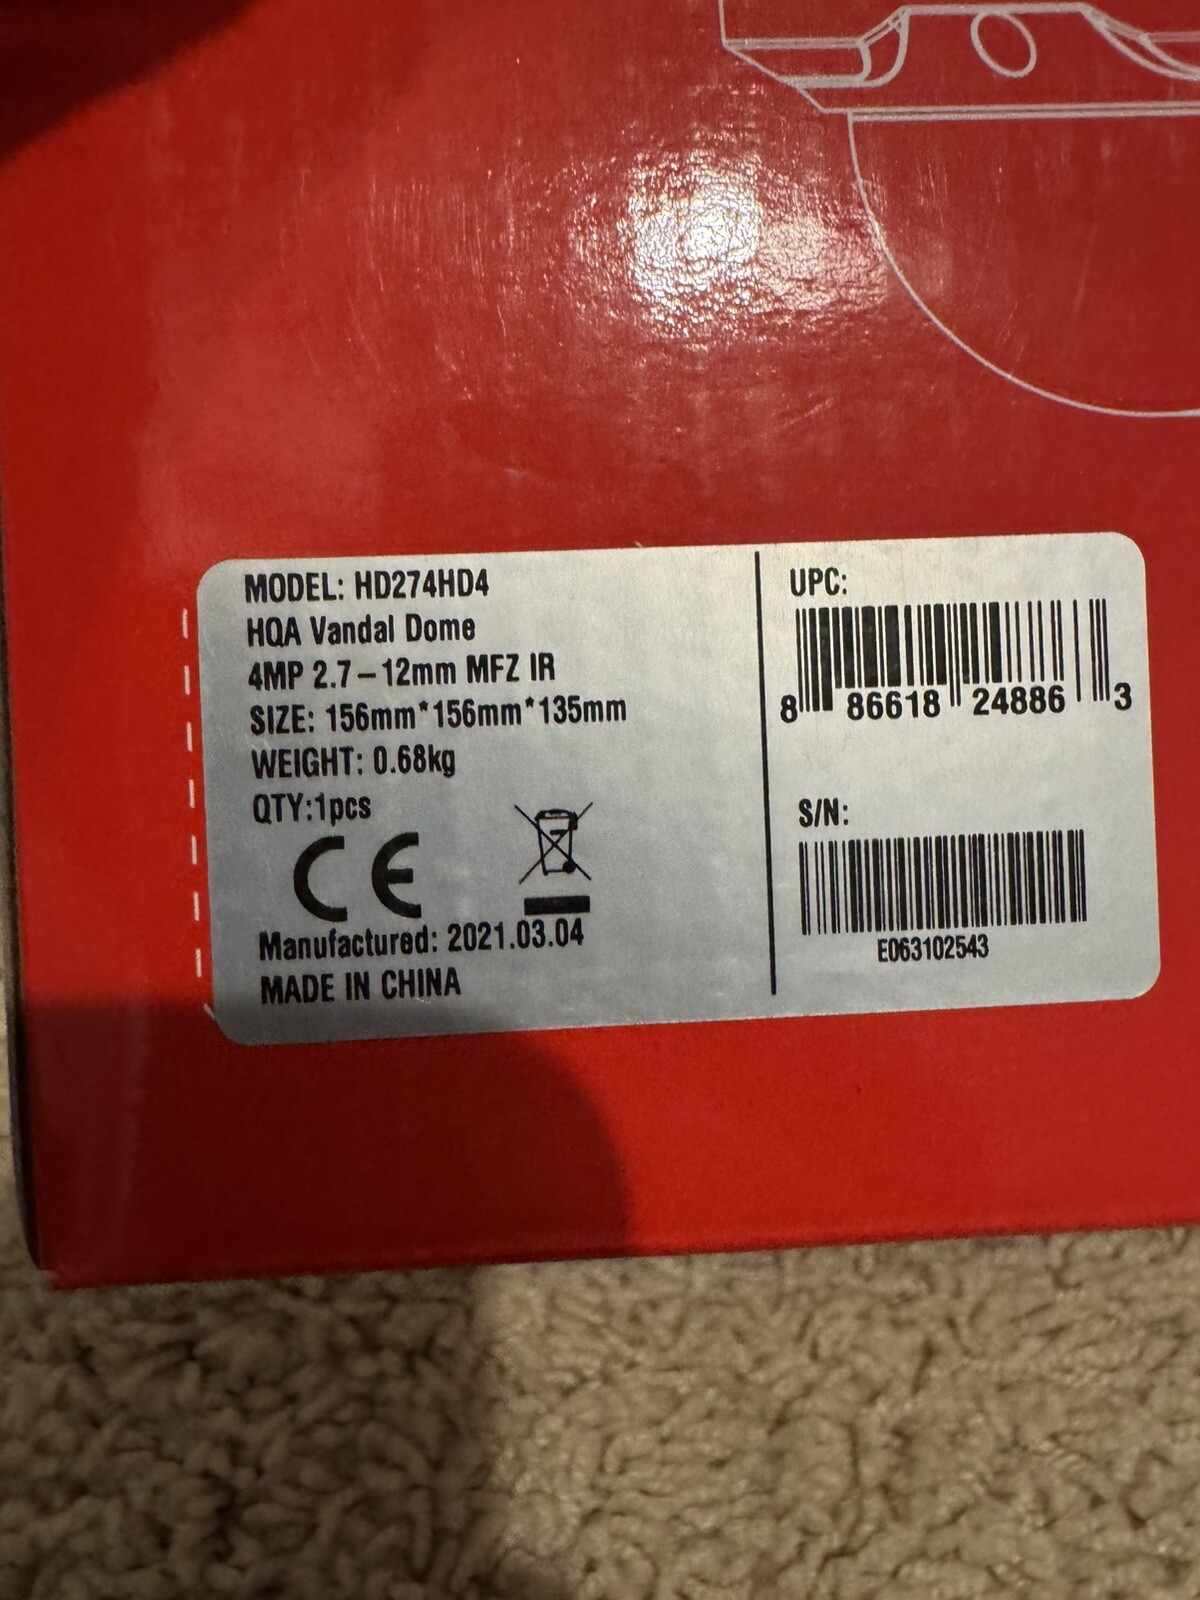 MODEL: HD274HD4
HQA Vandal Dome
4MP 2.7-12mm MFZ IR
SIZE: 156mm*156mm*135mm
WEIGHT: 0.68kg
QTY:1pcs
CE
Manufactured: 2021.03.04
MADE IN CHINA
UPC:
8 86618 24886 3
S/N:
E063102543